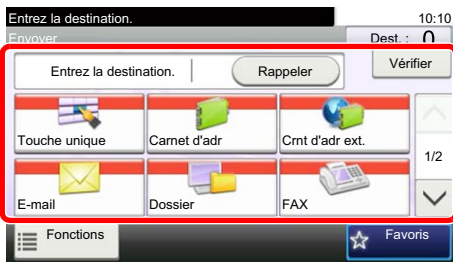 Entrez la destination. 10:10
Envoyer Dest. : 0
Entrez la destination. Rappeler Vérifier
Touche unique Carnet d'adr Crnt d'adr ext.
1/2
E-mail Dossier FAX
Fonctions Favoris